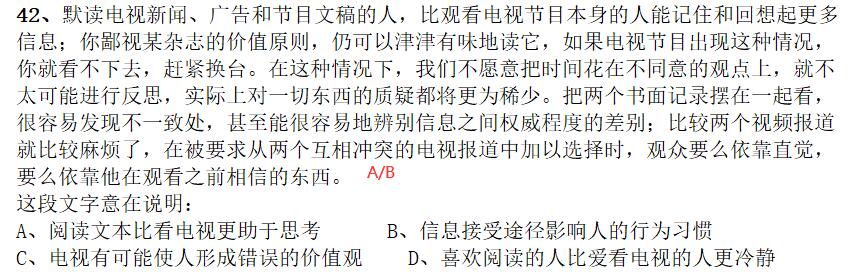 42、默读电视新闻、广告和节目文稿的人，比观看电视节目本身的人能记住和回想起更多
信息；你鄙视某杂志的价值原则，仍可以津津有味地读它，如果电视节目出现这种情况，
你就看不下去，赶紧换台。在这种情况下，我们不愿意把时间花在不同意的观点上，就不
太可能进行反思，实际上对一切东西的质疑都将更为稀少。把两个书面记录摆在一起看，
很容易发现不一致处，甚至能很容易地辨别信息之间权威程度的差别；比较两个视频报道
就比较麻烦了，在被要求从两个互相冲突的电视报道中加以选择时，观众要么依靠直觉，
要么依靠他在观看之前相信的东西。 A/B
这段文字意在说明：
A、阅读文本比看电视更助于思考 B、信息接受途径影响人的行为习惯
C、电视有可能使人形成错误的价值观 D、喜欢阅读的人比爱看电视的人更冷静